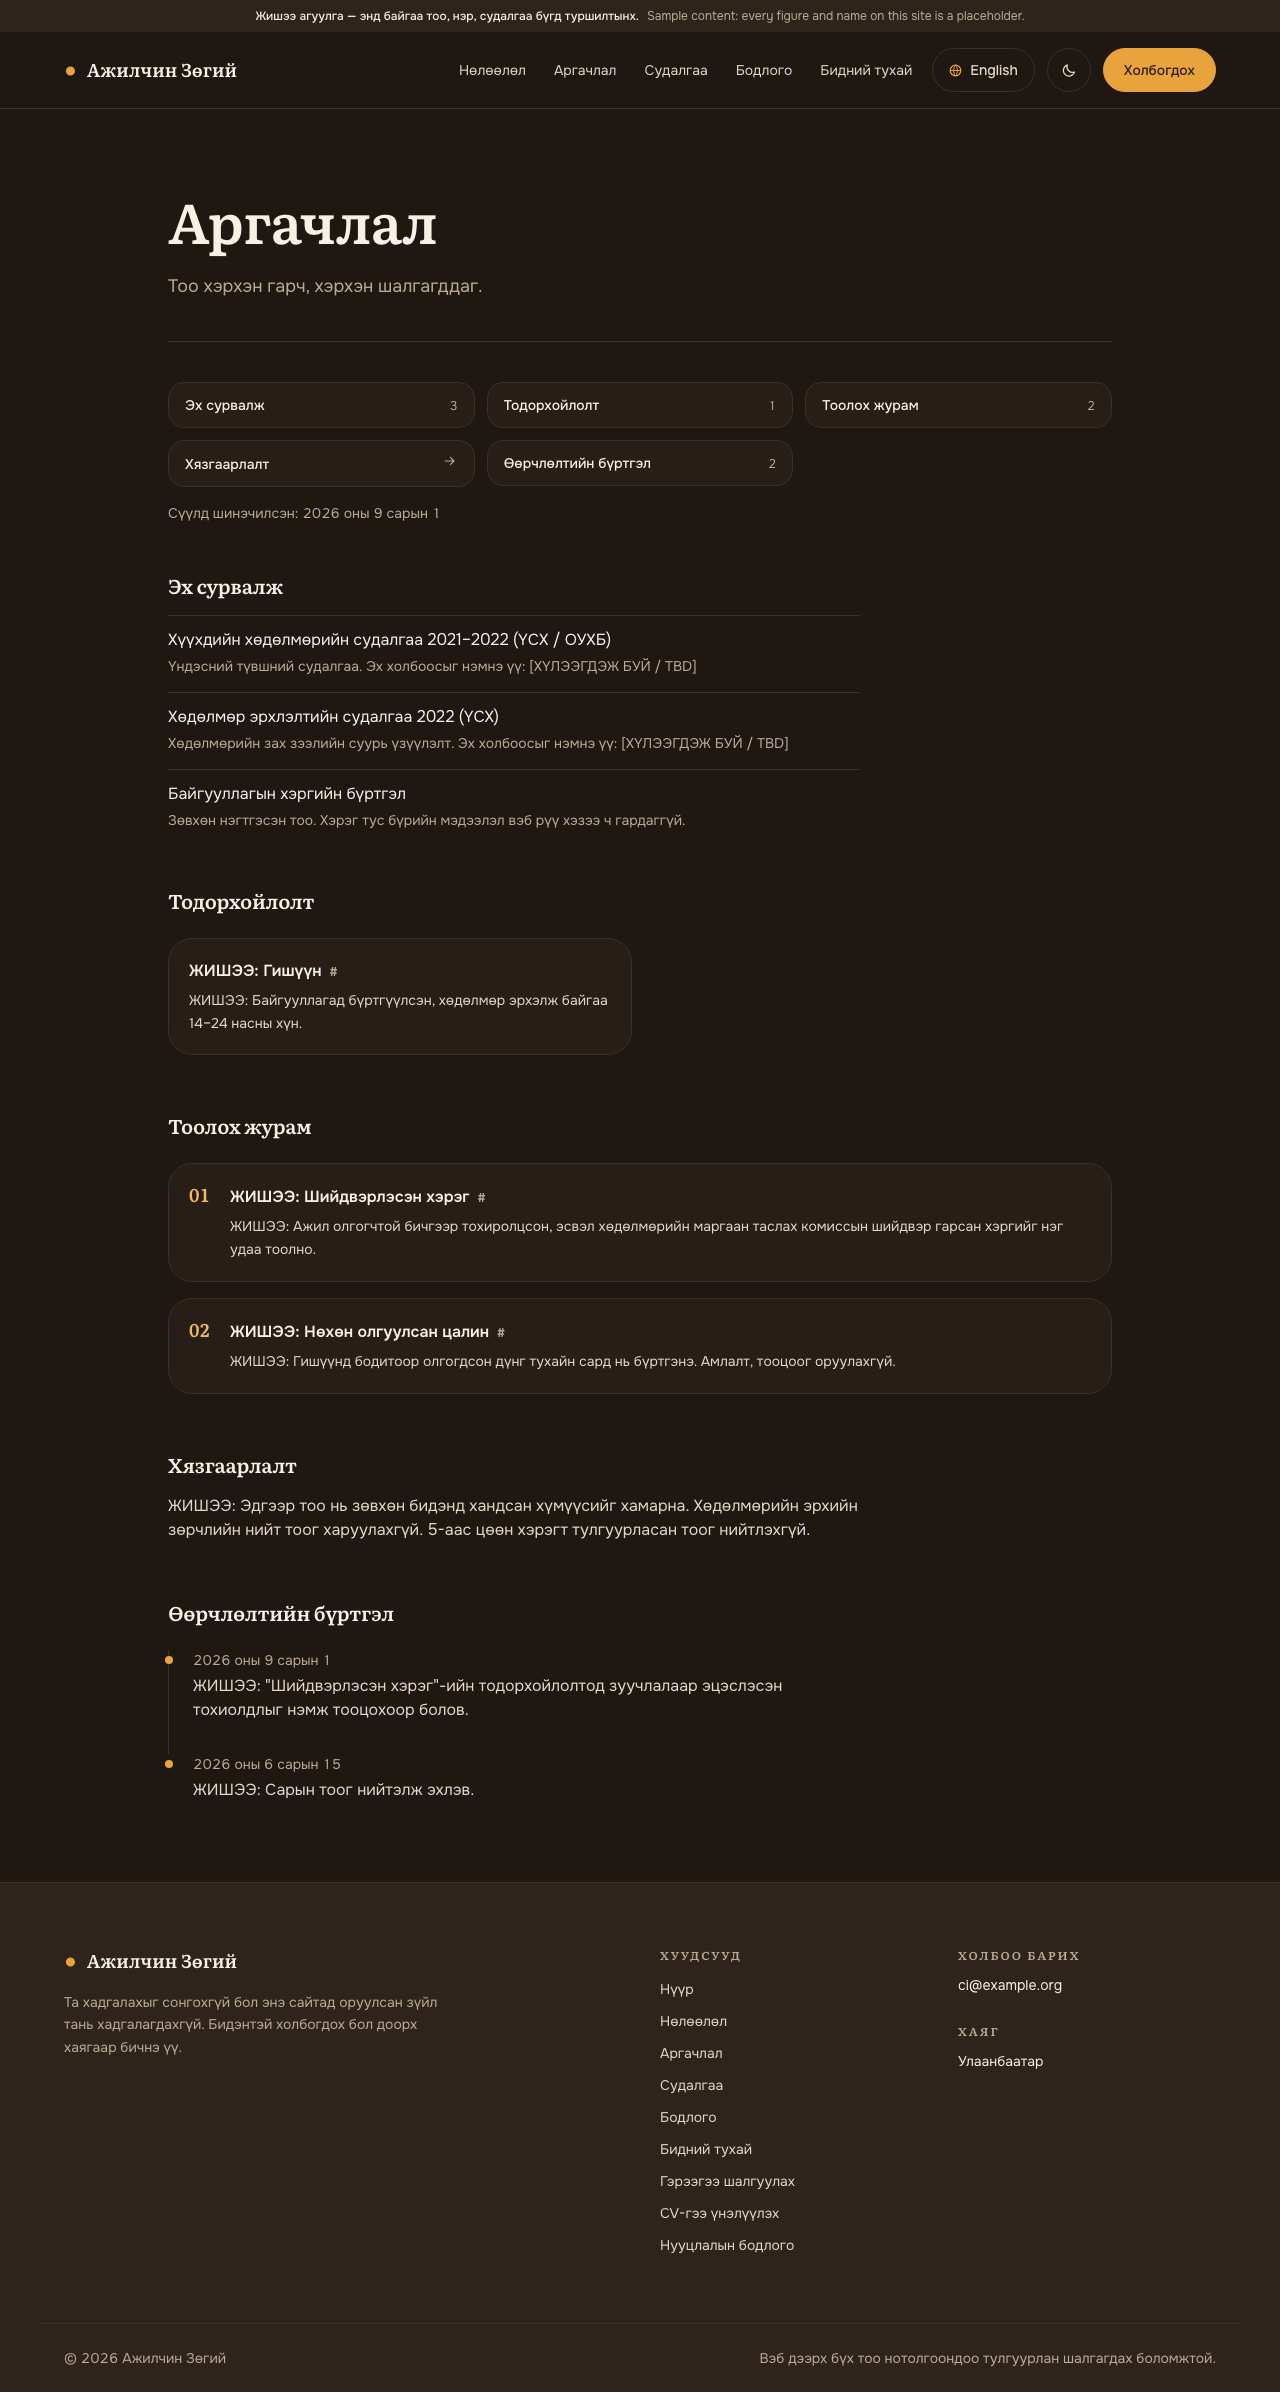 Жишээ агуулга — энд байгаа тоо, нэр, судалгаа бүгд туршилтынх. Sample content: every figure and name on this site is a placeholder.
Ажилчин Зөгий
Нөлөөлөл Аргачлал Судалгаа Бодлого Бидний тухай English Холбогдох
Аргачлал
Тоо хэрхэн гарч, хэрхэн шалгагддаг.
Эх сурвалж 3 Тодорхойлолт 1 Тоолох журам 2
Хязгаарлалт → Өөрчлөлтийн бүртгэл 2
Сүүлд шинэчилсэн: 2026 оны 9 сарын 1
Эх сурвалж
Хүүхдийн хөдөлмөрийн судалгаа 2021–2022 (ҮСХ / ОУХБ)
Үндэсний түвшний судалгаа. Эх холбоосыг нэмнэ үү: [ХҮЛЭЭГДЭЖ БУЙ / TBD]
Хөдөлмөр эрхлэлтийн судалгаа 2022 (ҮСХ)
Хөдөлмөрийн зах зээлийн суурь үзүүлэлт. Эх холбоосыг нэмнэ үү: [ХҮЛЭЭГДЭЖ БУЙ / TBD]
Байгууллагын хэргийн бүртгэл
Зөвхөн нэгтгэсэн тоо. Хэрэг тус бүрийн мэдээлэл вэб рүү хэзээ ч гардаггүй.
Тодорхойлолт
ЖИШЭЭ: Гишүүн #
ЖИШЭЭ: Байгууллагад бүртгүүлсэн, хөдөлмөр эрхэлж байгаа
14–24 насны хүн.
Тоолох журам
01 ЖИШЭЭ: Шийдвэрлэсэн хэрэг #
ЖИШЭЭ: Ажил олгогчтой бичгээр тохиролцсон, эсвэл хөдөлмөрийн маргаан таслах комиссын шийдвэр гарсан хэргийг нэг
удаа тоолно.
02 ЖИШЭЭ: Нөхөн олгуулсан цалин #
ЖИШЭЭ: Гишүүнд бодитоор олгогдсон дүнг тухайн сард нь бүртгэнэ. Амлалт, тооцоог оруулахгүй.
Хязгаарлалт
ЖИШЭЭ: Эдгээр тоо нь зөвхөн бидэнд хандсан хүмүүсийг хамарна. Хөдөлмөрийн эрхийн
зөрчлийн нийт тоог харуулахгүй. 5-аас цөөн хэрэгт тулгуурласан тоог нийтлэхгүй.
Өөрчлөлтийн бүртгэл
2026 оны 9 сарын 1
ЖИШЭЭ: "Шийдвэрлэсэн хэрэг"-ийн тодорхойлолтод зуучлалаар эцэслэсэн
тохиолдлыг нэмж тооцохоор болов.
2026 оны 6 сарын 15
ЖИШЭЭ: Сарын тоог нийтэлж эхлэв.
Ажилчин Зөгий
Та хадгалахыг сонгохгүй бол энэ сайтад оруулсан зүйл
тань хадгалагдахгүй. Бидэнтэй холбогдох бол доорх
хаягаар бичнэ үү.
ХУУДСУУД
Нүүр
Нөлөөлөл
Аргачлал
Судалгаа
Бодлого
Бидний тухай
Гэрээгээ шалгуулах
CV-гээ үнэлүүлэх
Нууцлалын бодлого
ХОЛБОО БАРИХ
ci@example.org
ХАЯГ
Улаанбаатар
© 2026 Ажилчин Зөгий
Вэб дээрх бүх тоо нотолгоондоо тулгуурлан шалгагдах боломжтой.